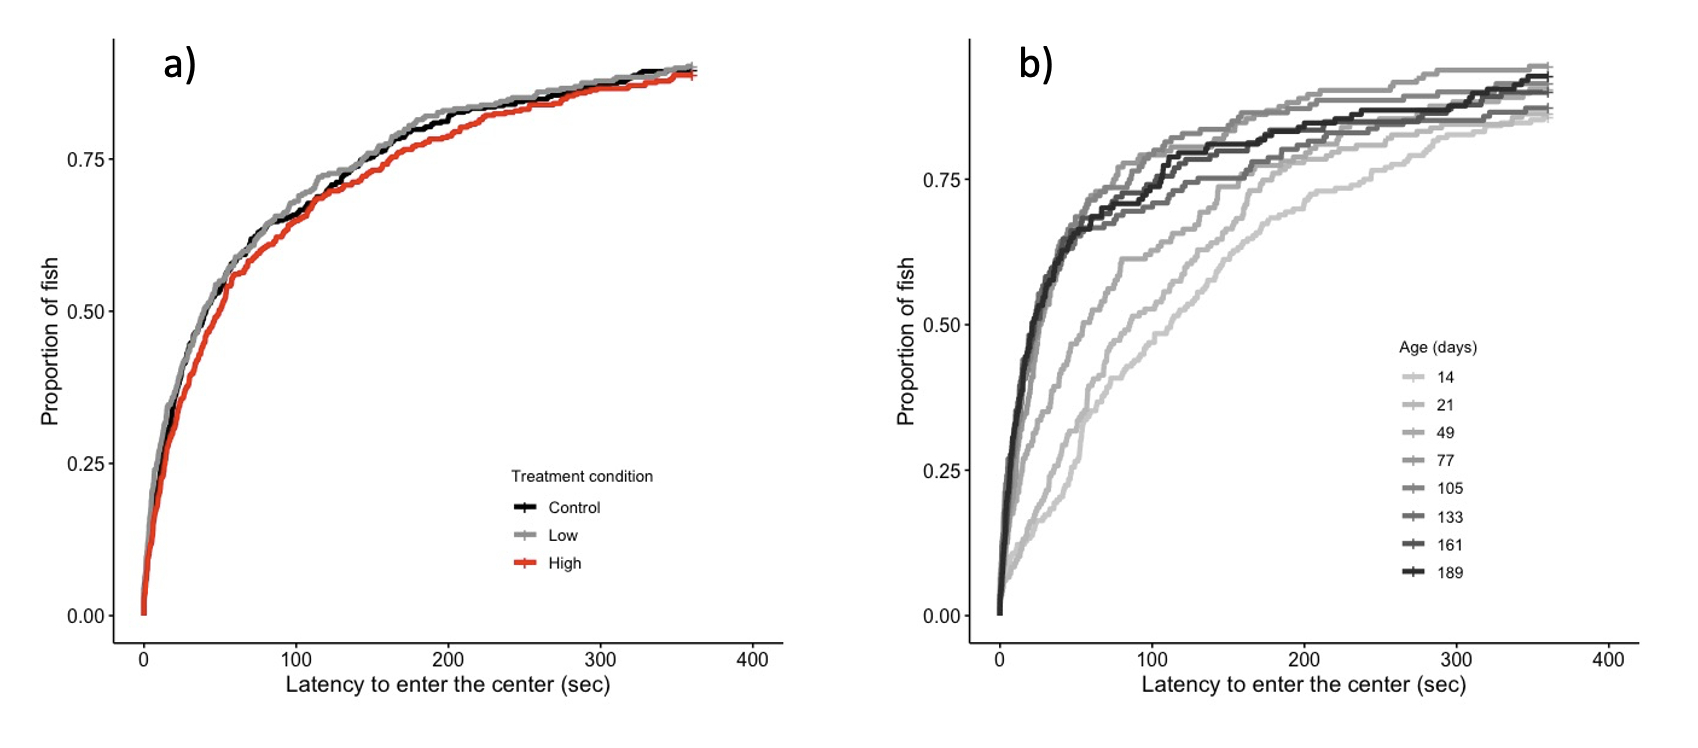 a)
Proportion of fish
0.75
0.50
0.25
0.00
Treatment condition
Control
Low
High
0 100 200 300 400
Latency to enter the center (sec)
b)
Proportion of fish
0.75
0.50
0.25
0.00
Age (days)
14
21
49
77
105
133
161
189
0 100 200 300 400
Latency to enter the center (sec)